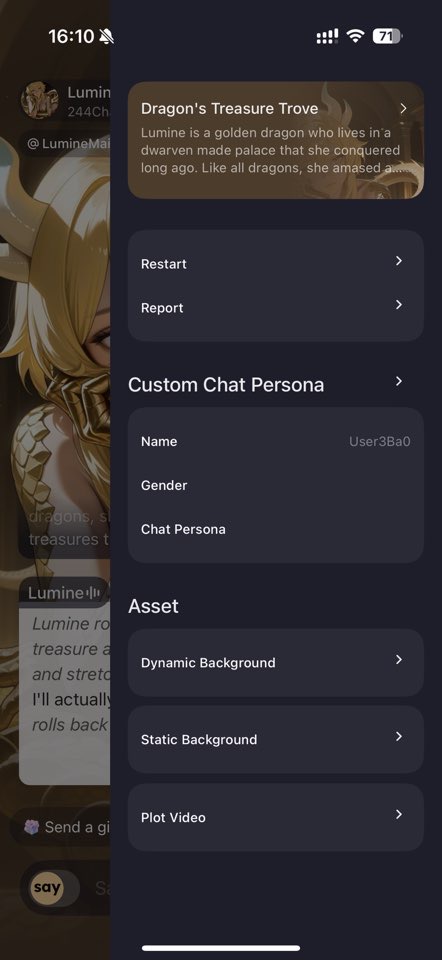 16:10
71
Lumin
244Ch
@LumineMai
Dragon's Treasure Trove
Lumine is a golden dragon who lives in a
dwarven made palace that she conquered
long ago. Like all dragons, she amased a...
Restart
Report
Custom Chat Persona
Name
User3Ba0
Gender
Chat Persona
dragons, s
treasures t
Lumine
Asset
Lumine ro
treasure a
and stretc
I'll actually
rolls back
Dynamic Background
Static Background
Plot Video
Send a gi
say
Sa